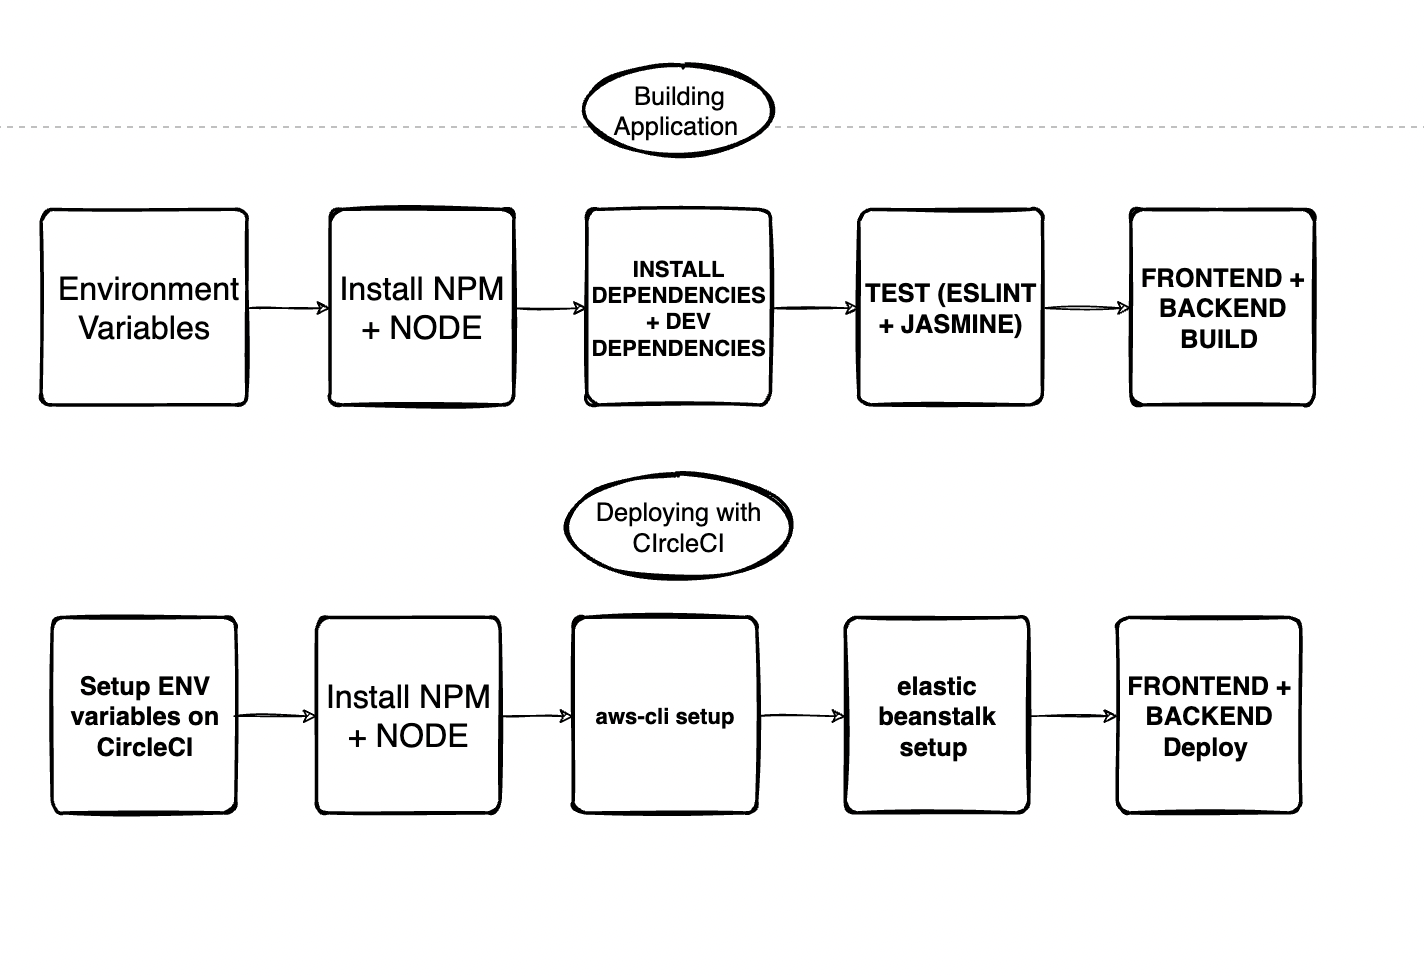 Building
Application
Environment
Variables
Install NPM
+ NODE
INSTALL
DEPENDENCIES
+ DEV
DEPENDENCIES
TEST (ESLINT
+ JASMINE)
FRONTEND +
BACKEND
BUILD
Deploying with
CIrcleCI
Setup ENV
variables on
CircleCI
Install NPM
+ NODE
aws-cli setup
elastic
beanstalk
setup
FRONTEND +
BACKEND
Deploy